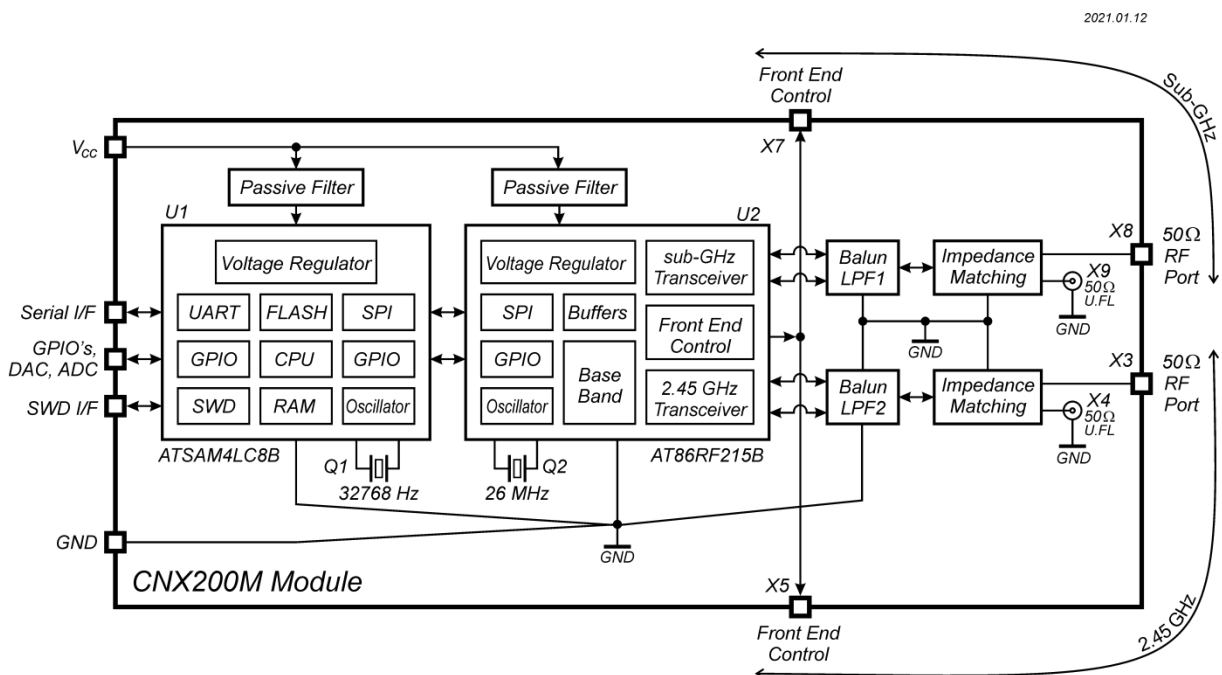 2021.01.12
Front End
Control
Sub-GHz
X7
Vcc
Passive Filter
Passive Filter
U1
U2
Voltage Regulator
UART
FLASH
SPI
GPIO
CPU
GPIO
SWD
RAM
Oscillator
ATSAM4LC8B
Voltage Regulator
SPI
Buffers
GPIO
Base
Band
Oscillator
sub-GHz
Transceiver
Front End
Control
2.45 GHz
Transceiver
AT86RF215B
Serial I/F
GPIO's,
DAC, ADC
SWD I/F
Q1
32768 Hz
Q2
26 MHz
Balun
LPF1
Impedance
Matching
X8
50Ω
RF
Port
X9
50Ω
U.FL
GND
GND
Balun
LPF2
Impedance
Matching
X3
50Ω
RF
Port
X4
50Ω
U.FL
GND
GND
GND
CNX200M Module
X5
Front End
Control
2.45 GHz